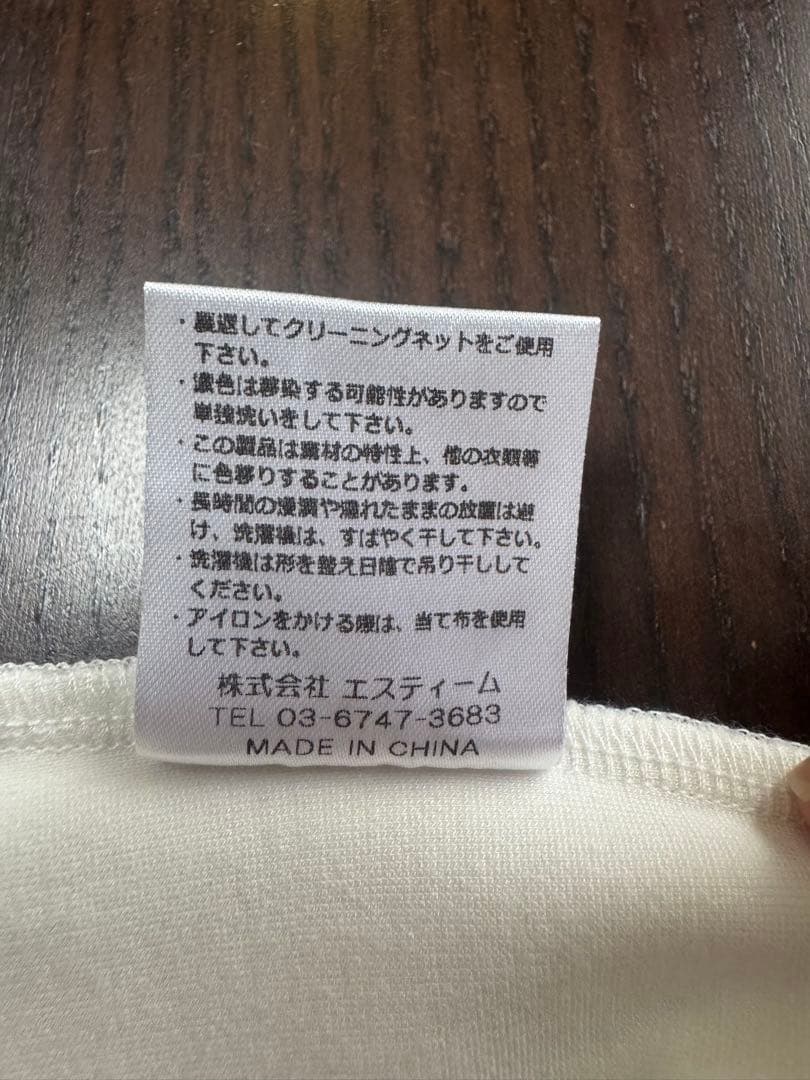 ・裏返してクリーニングネットをご使用
下さい。
・濃色は移染する可能性がありますので
単独洗いをして下さい。
・この製品は素材の特性上、他の衣類等
に色移りすることがあります。
・長時間の浸漬や濡れたままの放置は避
け、洗濯後は、すばやく干して下さい。
・洗濯後は形を整え日陰で吊り干しして
ください。
・アイロンをかける際は、当て布を使用
して下さい。
株式会社 エスティーム
TEL 03-6747-3683
MADE IN CHINA